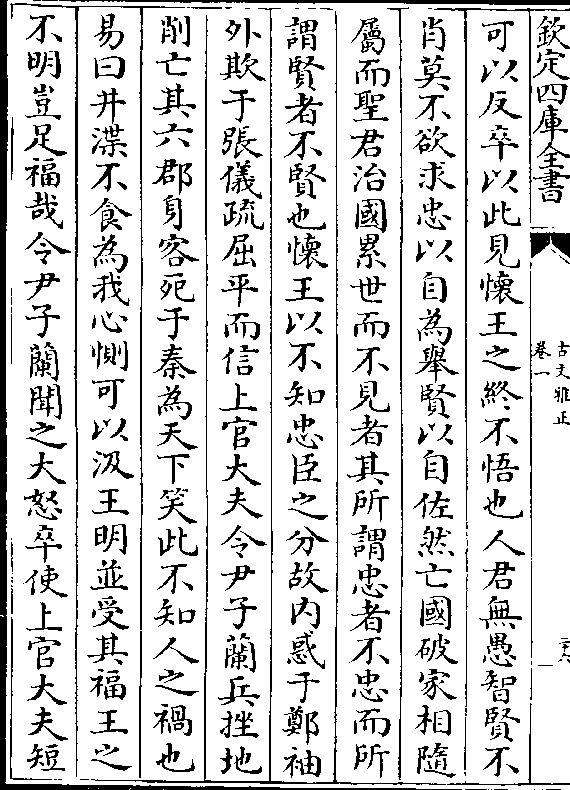 欽定四庫全書
古文雅正
卷一
二十六
可以反卒以此見懷王之終不悟也人君無愚智賢不
肖莫不欲求忠以自為舉賢以自佐然亡國破家相隨
屬而聖君治國累世而不見者其所謂忠者不忠而所
謂賢者不賢也懷王以不知忠臣之分故内惑于鄭袖
外欺于張儀疏屈平而信上官大夫令尹子蘭兵挫地
削亡其六郡身客死于秦為天下笑此不知人之禍也
易曰井渫不食為我心惻可以汲王明並受其福王之
不明豈足福哉令尹子蘭聞之大怒卒使上官大夫短